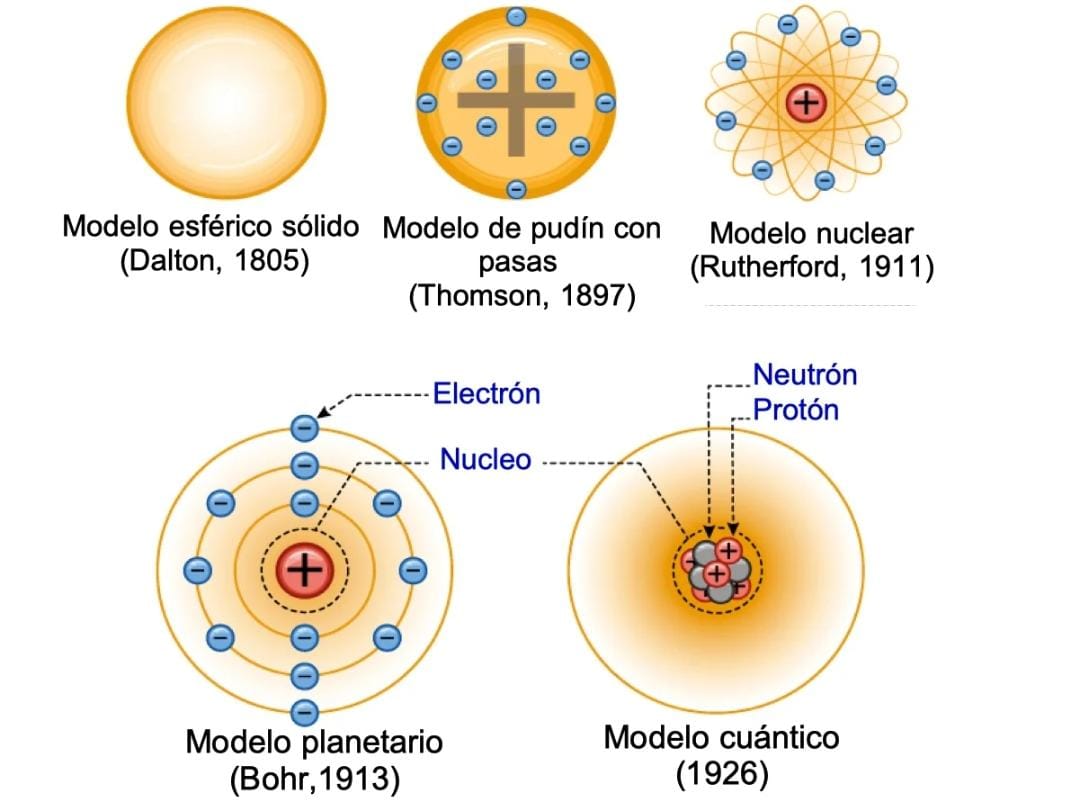 Modelo esférico sólido
(Dalton, 1805)
Modelo de pudín con
pasas
(Thomson, 1897)
Modelo nuclear
(Rutherford, 1911)
Electrón
Nucleo
Neutrón
Protón
Modelo planetario
(Bohr,1913)
Modelo cuántico
(1926)